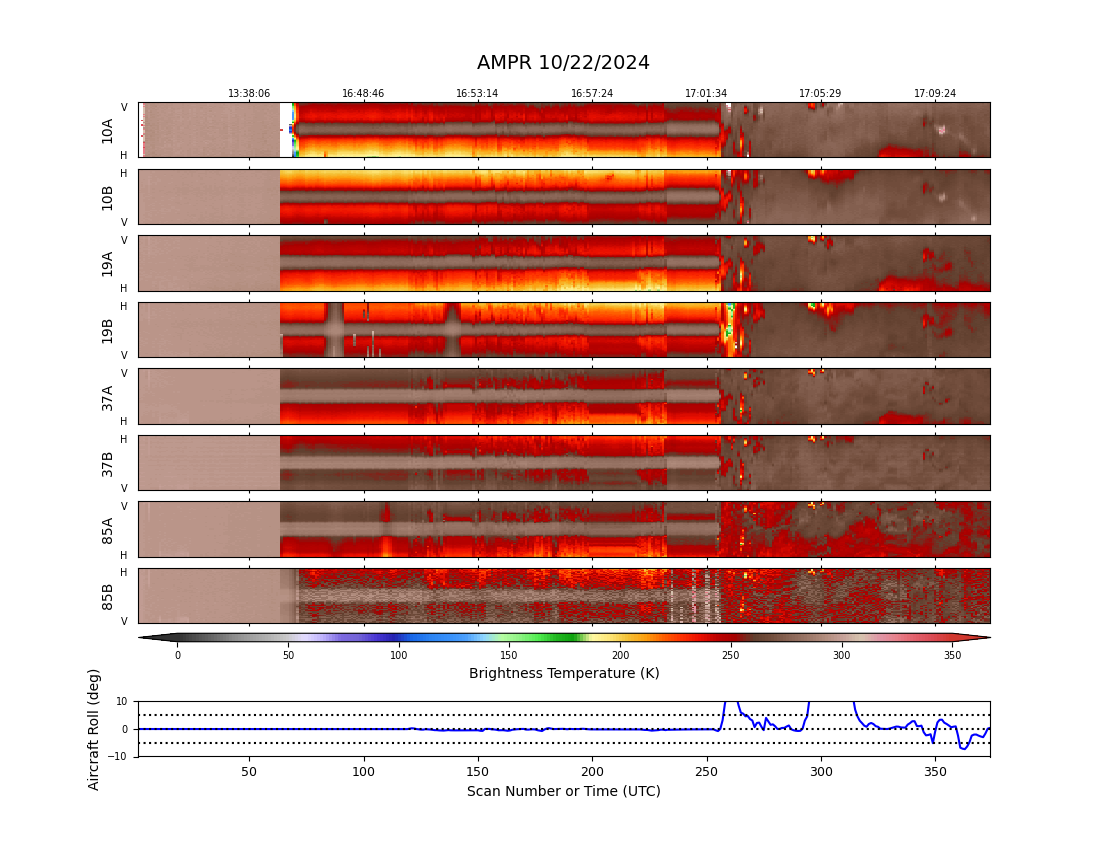 AMPR 10/22/2024
13:38:06 16:48:46 16:53:14 16:57:24 17:01:34 17:05:29 17:09:24
V
10A
H
H
10B
V
V
19A
H
H
19B
V
V
37A
H
H
37B
V
V
85A
H
H
85B
V
0 50 100 150 200 250 300 350
Brightness Temperature (K)
Aircraft Roll (deg)
10
0
−10
50 100 150 200 250 300 350
Scan Number or Time (UTC)